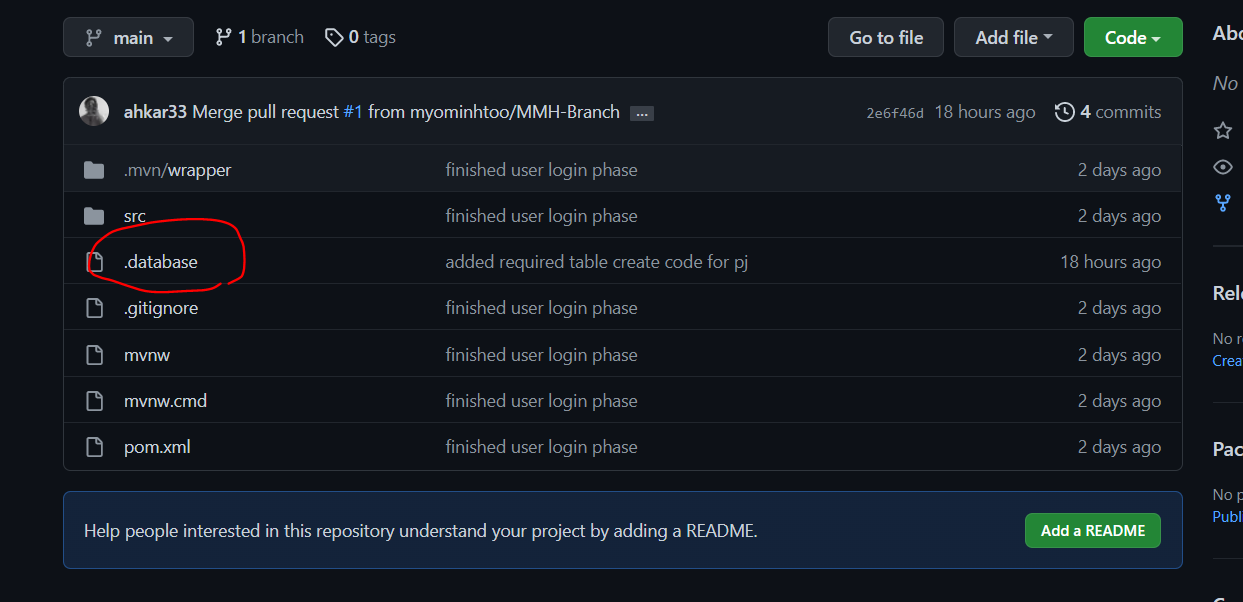 main 1 branch 0 tags Go to file Add file Code
ahkar33 Merge pull request #1 from myominhtoo/MMH-Branch ... 2e6f46d 18 hours ago 4 commits
.mvn/wrapper finished user login phase 2 days ago
src finished user login phase 2 days ago
.database added required table create code for pj 18 hours ago
.gitignore finished user login phase 2 days ago
mvnw finished user login phase 2 days ago
mvnw.cmd finished user login phase 2 days ago
pom.xml finished user login phase 2 days ago
Help people interested in this repository understand your project by adding a README. Add a README
Abo
No
Rel
No r
Crea
Pac
No p
Publi